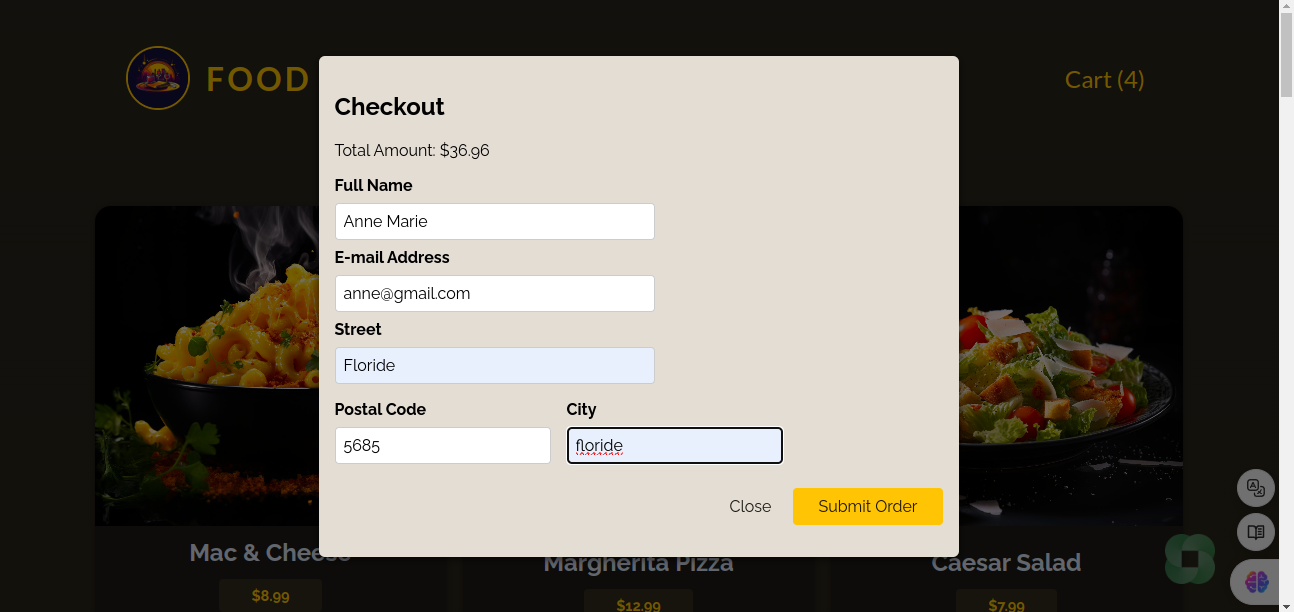 FOOD
Cart (4)
Checkout
Total Amount: $36.96
Full Name
Anne Marie
E-mail Address
anne@gmail.com
Street
Floride
Postal Code City
5685 floride
Close Submit Order
Mac & Cheese Margherita Pizza Caesar Salad
$8.99 $12.99 $7.99